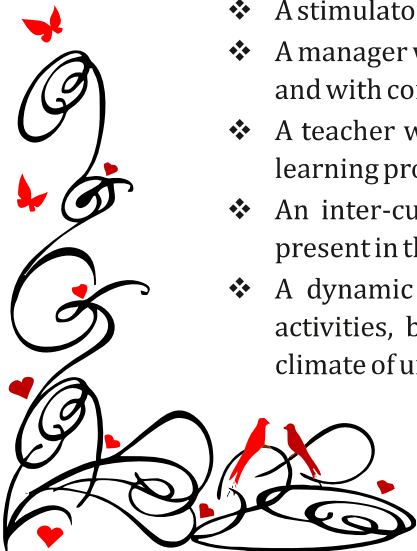 ❖ A stimulato
❖ A manager
and with co
❖ A teacher w
learning pro
❖ An inter-cu
present in th
❖ A dynamic
activities, b
climate of u